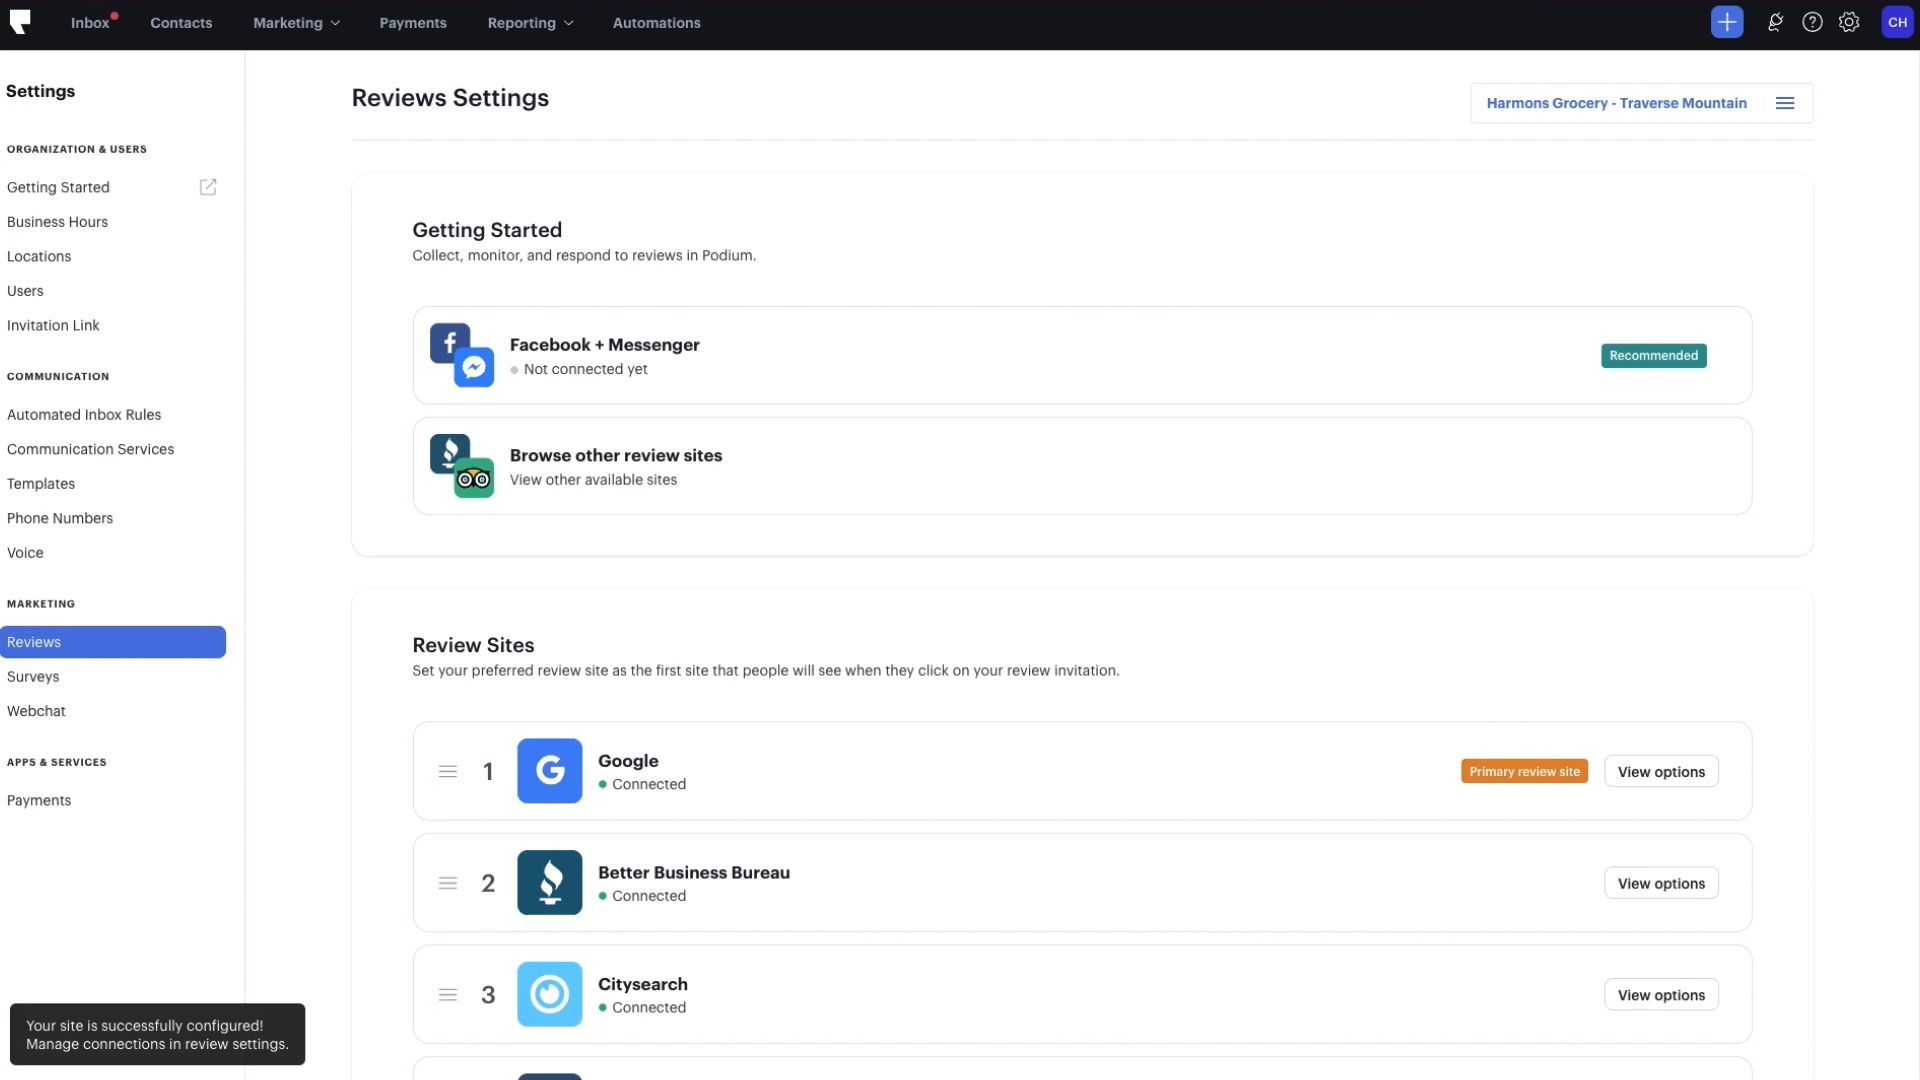 Inbox
Contacts
Marketing
Payments
Reporting
Automations
CH
Settings
ORGANIZATION & USERS
Getting Started
Business Hours
Locations
Users
Invitation Link
COMMUNICATION
Automated Inbox Rules
Communication Services
Templates
Phone Numbers
Voice
MARKETING
Reviews
Surveys
Webchat
APPS & SERVICES
Payments
Your site is successfully configured!
Manage connections in review settings.
Reviews Settings
Harmons Grocery - Traverse Mountain
Getting Started
Collect, monitor, and respond to reviews in Podium.
Facebook + Messenger
Not connected yet
Recommended
Browse other review sites
View other available sites
Review Sites
Set your preferred review site as the first site that people will see when they click on your review invitation.
1
Google
Connected
Primary review site
View options
2
Better Business Bureau
Connected
View options
3
Citysearch
Connected
View options